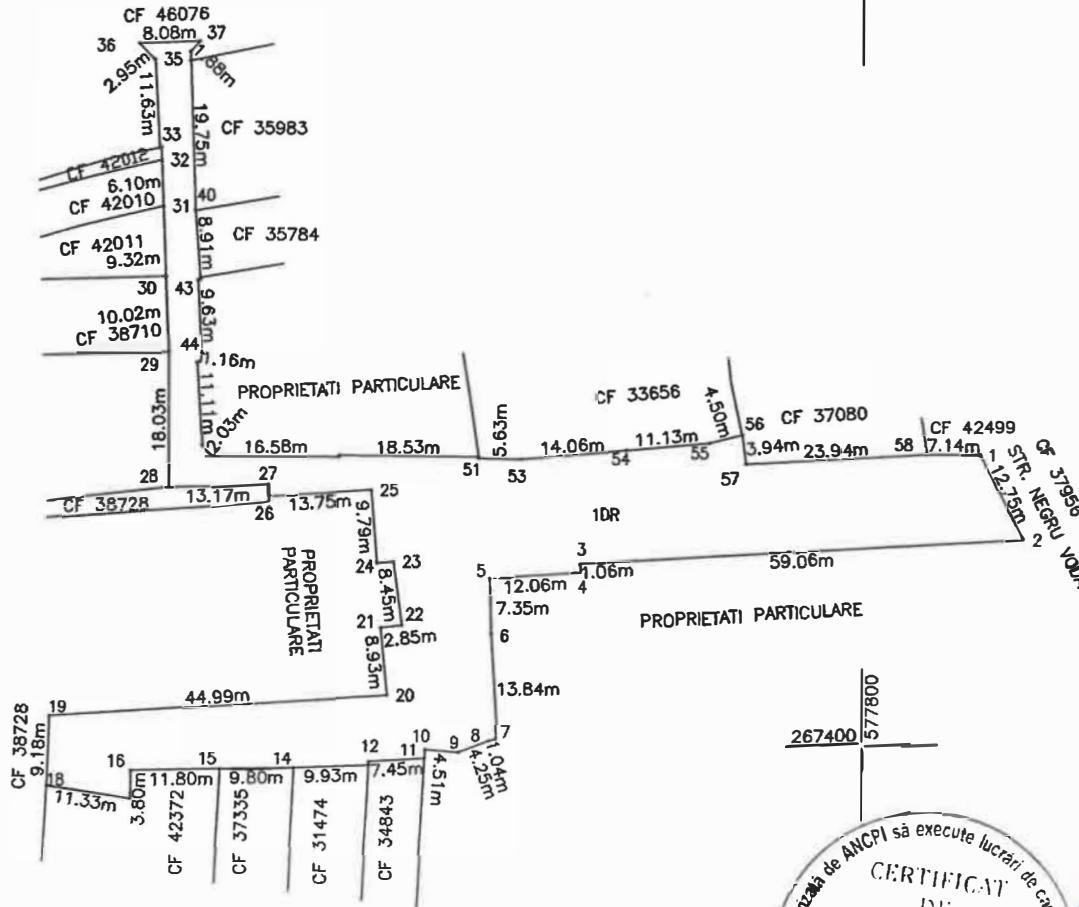 CF 46076
8.08m
36
37
35
2.95m
1.88m
11.63m
19.75m
CF 35983
33
CF 42012
32
6.10m
40
CF 42010
31
8.91m
CF 35784
CF 42011
9.32m
30
43
10.02m
9.63m
CF 38710
44
29
1.16m
11.11m
PROPRIETATI PARTICULARE
CF 33656
4.50m
56
CF 37080
CF 42499
18.03m
2.03m
16.58m
18.53m
5.63m
14.06m
11.13m
3.94m
23.94m
58
7.14m
1
CF 37956
STR. NEGRU
12.75m
51
53
54
55
57
28
27
13.17m
CF 38728
26
13.75m
25
1DR
2
9.79m
3
59.06m
24
23
5
12.06m
1.06m
4
PROPRIETATI
PARTICULARE
8.45m
7.35m
PROPRIETATI PARTICULARE
21
22
2.85m
6
8.93m
44.99m
20
13.84m
19
CF 38728
9.18m
7
8
9
10
11
12
14
15
16
1.04m
4.25m
4.51m
7.45m
9.93m
9.80m
11.80m
18
11.33m
3.80m
CF 42372
CF 37335
CF 31474
CF 34843
267400
577800
de ANCPI să execute lucrări de
CERTIFICAT